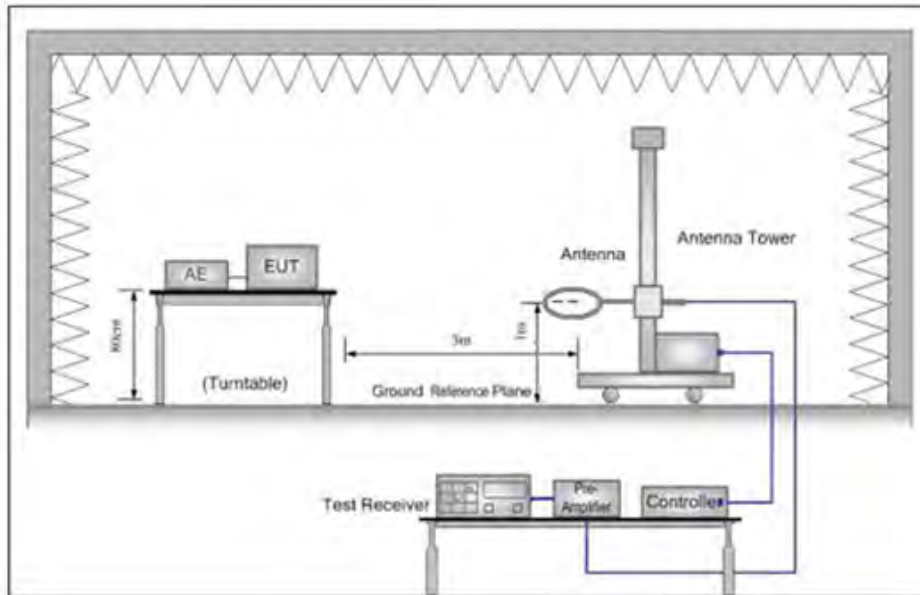 Antenna Tower
Antenna
EUT
AE
80cm
3m
1m
(Turntable)
Ground Reference Plane
Test Receiver
Pre-
Amplifier
Controller